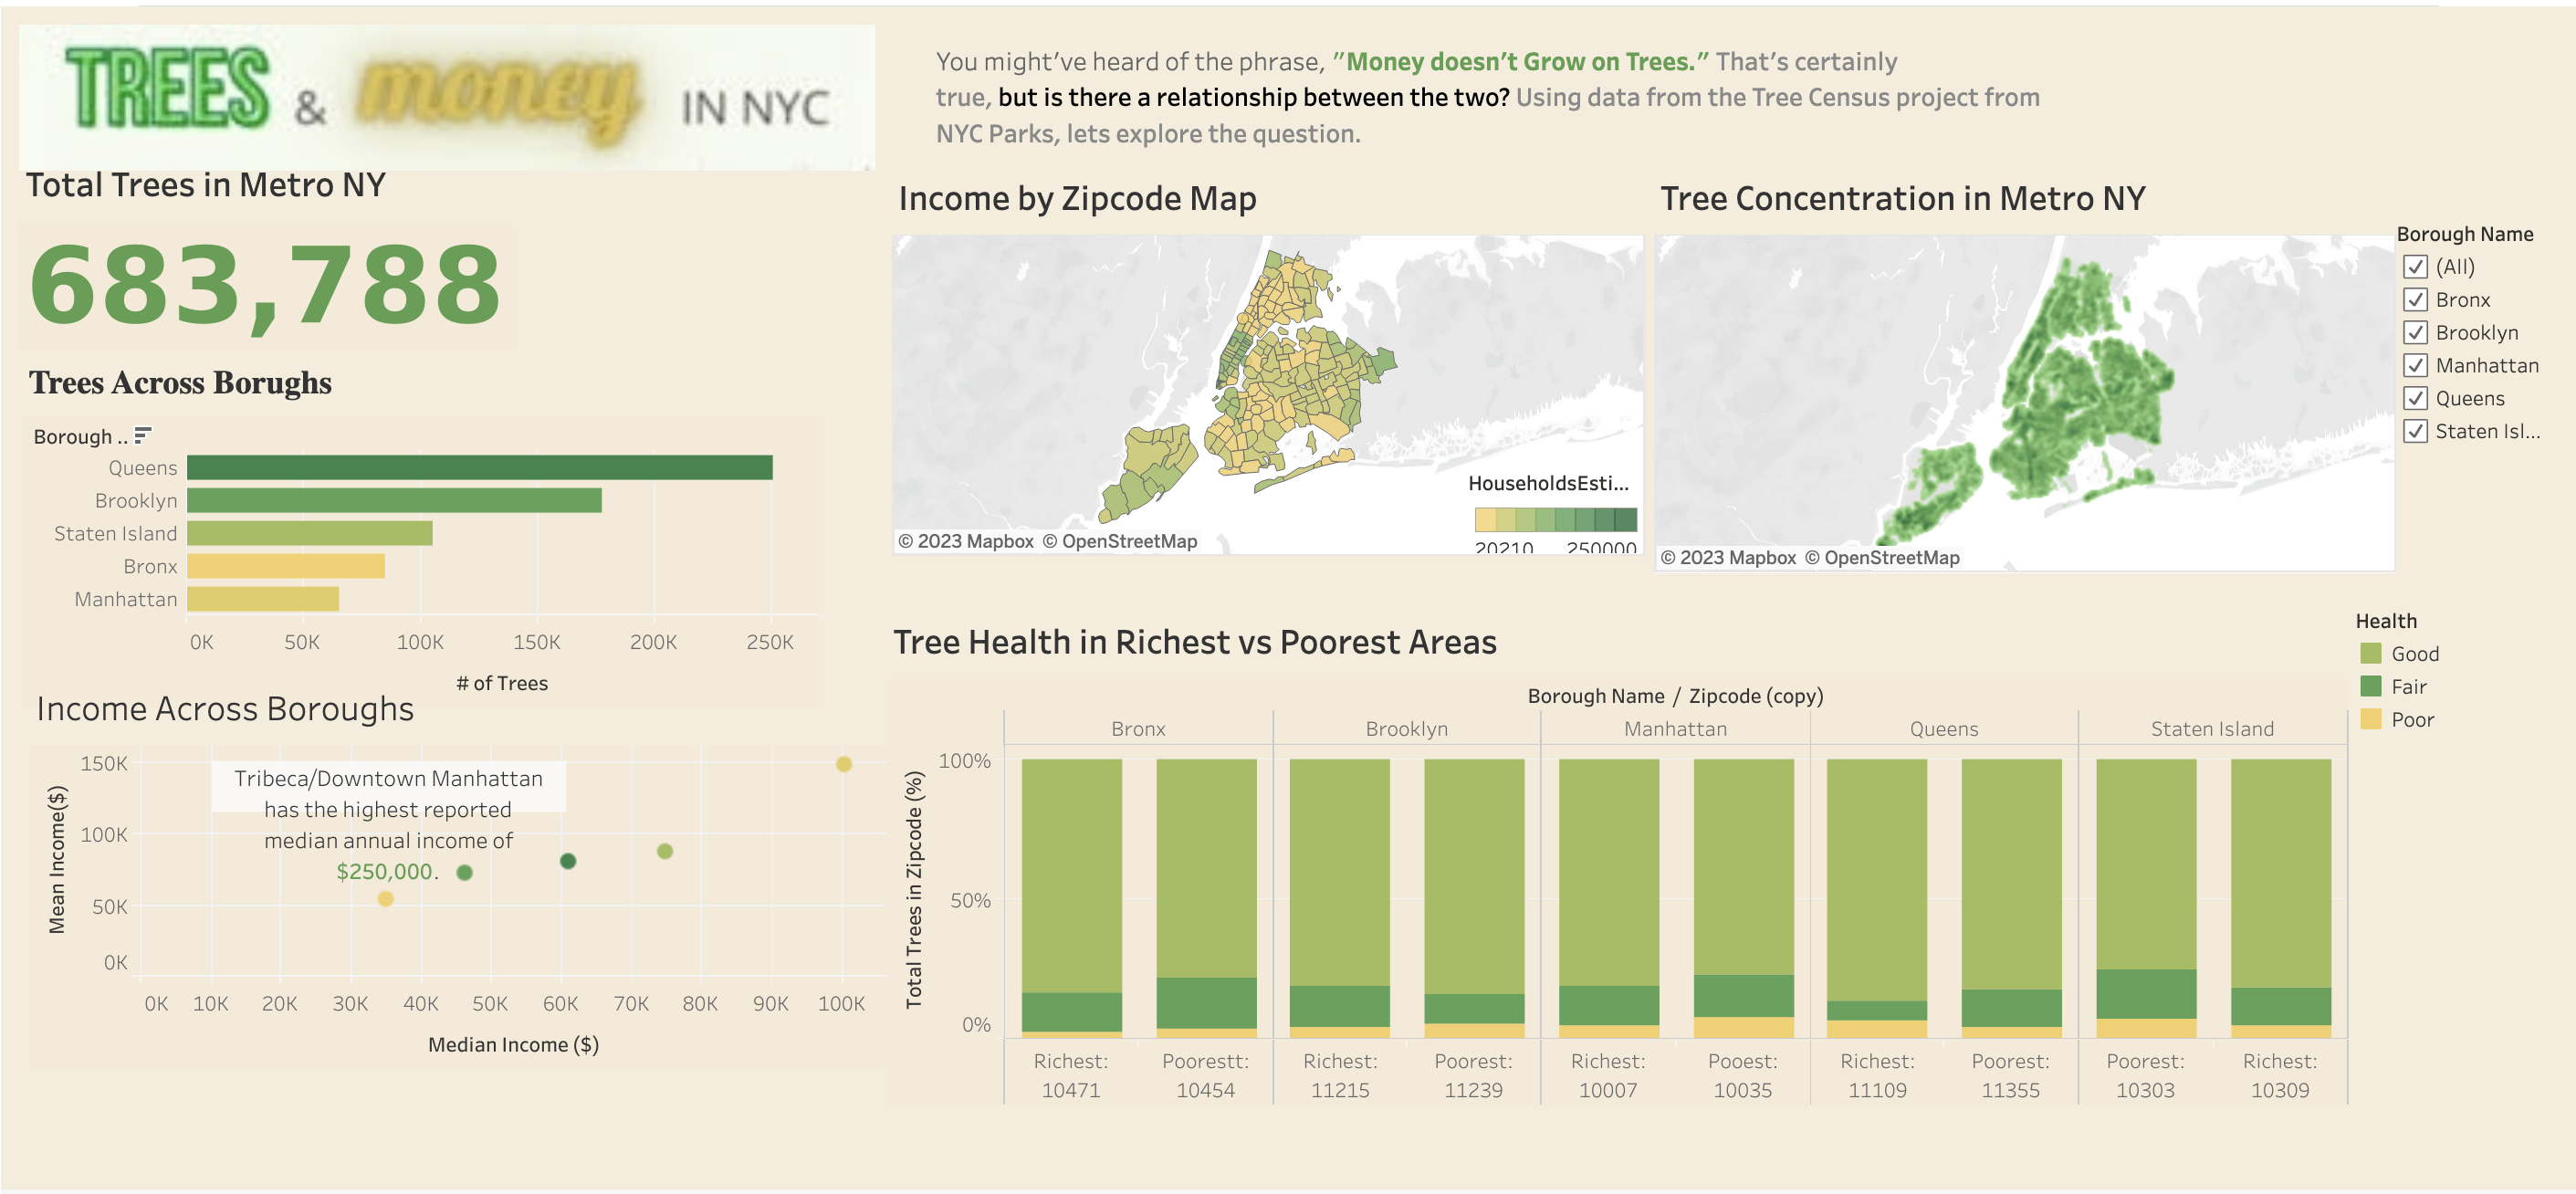 TREES & money IN NYC
You might've heard of the phrase, "Money doesn't Grow on Trees." That's certainly
true, but is there a relationship between the two? Using data from the Tree Census project from
NYC Parks, lets explore the question.
Total Trees in Metro NY
683,788
Trees Across Borughs
Borough ..
Queens
Brooklyn
Staten Island
Bronx
Manhattan
0K 50K 100K 150K 200K 250K
# of Trees
Income Across Boroughs
Mean Income($)
150K
100K
50K
0K
Tribeca/Downtown Manhattan
has the highest reported
median annual income of
$250,000.
0K 10K 20K 30K 40K 50K 60K 70K 80K 90K 100K
Median Income ($)
Income by Zipcode Map
HouseholdsEsti...
20210 250000
© 2023 Mapbox © OpenStreetMap
Tree Concentration in Metro NY
© 2023 Mapbox © OpenStreetMap
Borough Name
(All)
Bronx
Brooklyn
Manhattan
Queens
Staten Isl...
Tree Health in Richest vs Poorest Areas
Health
Good
Fair
Poor
Borough Name / Zipcode (copy)
Bronx Brooklyn Manhattan Queens Staten Island
Total Trees in Zipcode (%)
100%
50%
0%
Richest: Poorestt: Richest: Poorest: Richest: Pooest: Richest: Poorest: Poorest: Richest:
10471 10454 11215 11239 10007 10035 11109 11355 10303 10309